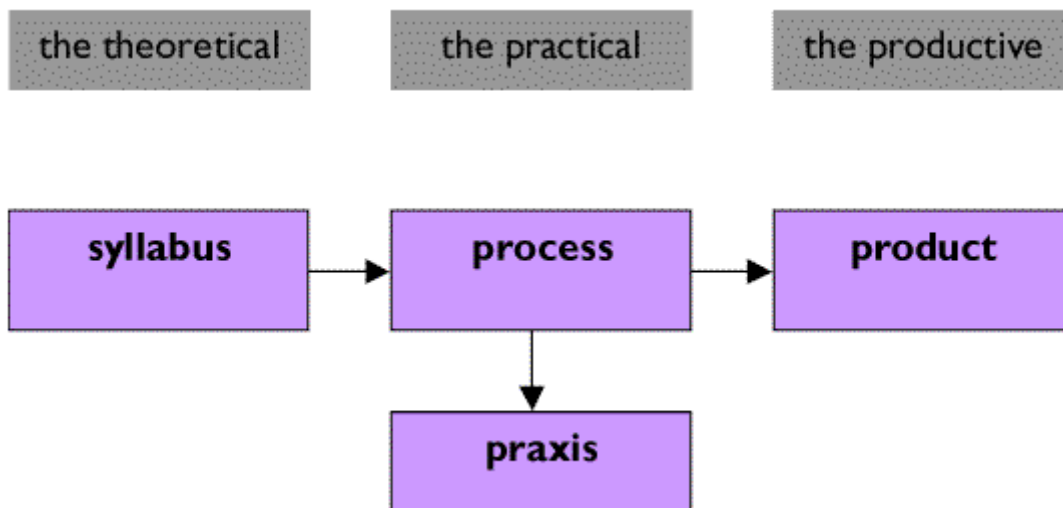 the theoretical
the practical
the productive
syllabus
process
product
praxis